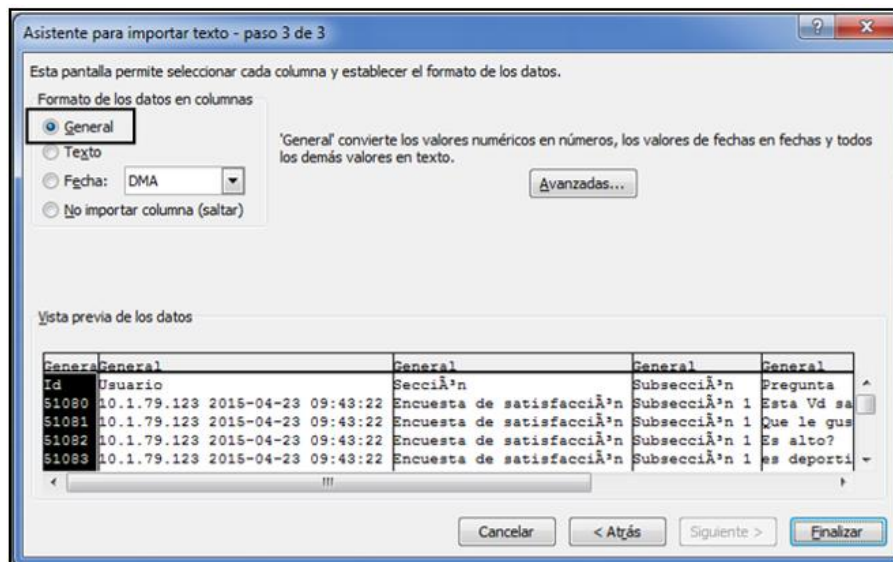 Asistente para importar texto - paso 3 de 3
Esta pantalla permite seleccionar cada columna y establecer el formato de los datos.
Formato de los datos en columnas
General
Texto
Fecha: DMA
No importar columna (saltar)
'General' convierte los valores numéricos en números, los valores de fechas en fechas y todos
los demás valores en texto.
Avanzadas...
Vista previa de los datos
Genera General General General General
Id Usuario SecciÃ³n SubsecciÃ³n Pregunta
51080 10.1.79.123 2015-04-23 09:43:22 Encuesta de satisfacciÃ³n SubsecciÃ³n 1 Esta Vd sa
51081 10.1.79.123 2015-04-23 09:43:22 Encuesta de satisfacciÃ³n SubsecciÃ³n 1 Que le gus
51082 10.1.79.123 2015-04-23 09:43:22 Encuesta de satisfacciÃ³n SubsecciÃ³n 1 Es alto?
51083 10.1.79.123 2015-04-23 09:43:22 Encuesta de satisfacciÃ³n SubsecciÃ³n 1 es deporti
Cancelar < Atrás Siguiente > Finalizar